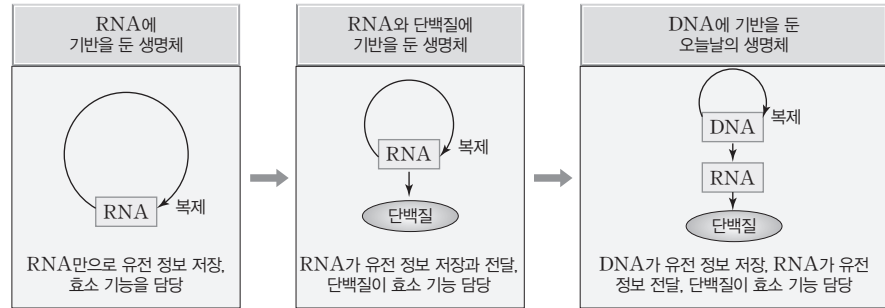 RNA에
기반을 둔 생명체
RNA
복제
RNA만으로 유전 정보 저장,
효소 기능을 담당
RNA와 단백질에
기반을 둔 생명체
RNA
복제
단백질
RNA가 유전 정보 저장과 전달,
단백질이 효소 기능 담당
DNA에 기반을 둔
오늘날의 생명체
DNA
복제
RNA
단백질
DNA가 유전 정보 저장, RNA가 유전
정보 전달, 단백질이 효소 기능 담당